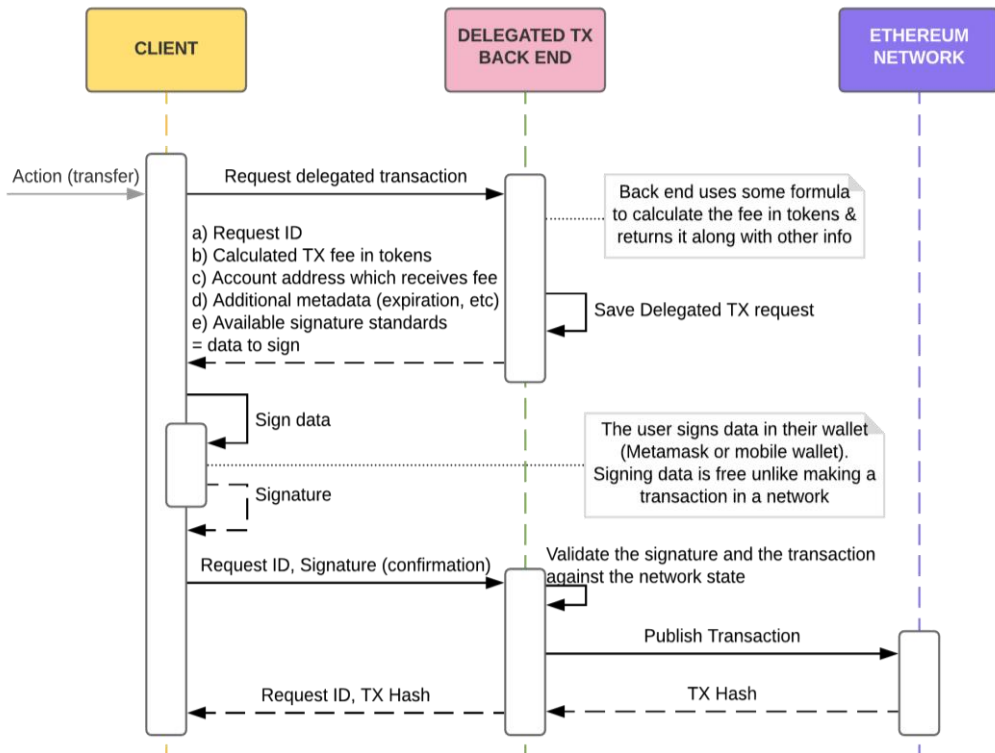 CLIENT
DELEGATED TX
BACK END
ETHEREUM
NETWORK
Action (transfer)
Request delegated transaction
Back end uses some formula
to calculate the fee in tokens &
returns it along with other info
a) Request ID
b) Calculated TX fee in tokens
c) Account address which receives fee
d) Additional metadata (expiration, etc)
e) Available signature standards
= data to sign
Save Delegated TX request
Sign data
The user signs data in their wallet
(Metamask or mobile wallet).
Signing data is free unlike making a
transaction in a network
Signature
Request ID, Signature (confirmation)
Validate the signature and the transaction
against the network state
Publish Transaction
Request ID, TX Hash
TX Hash